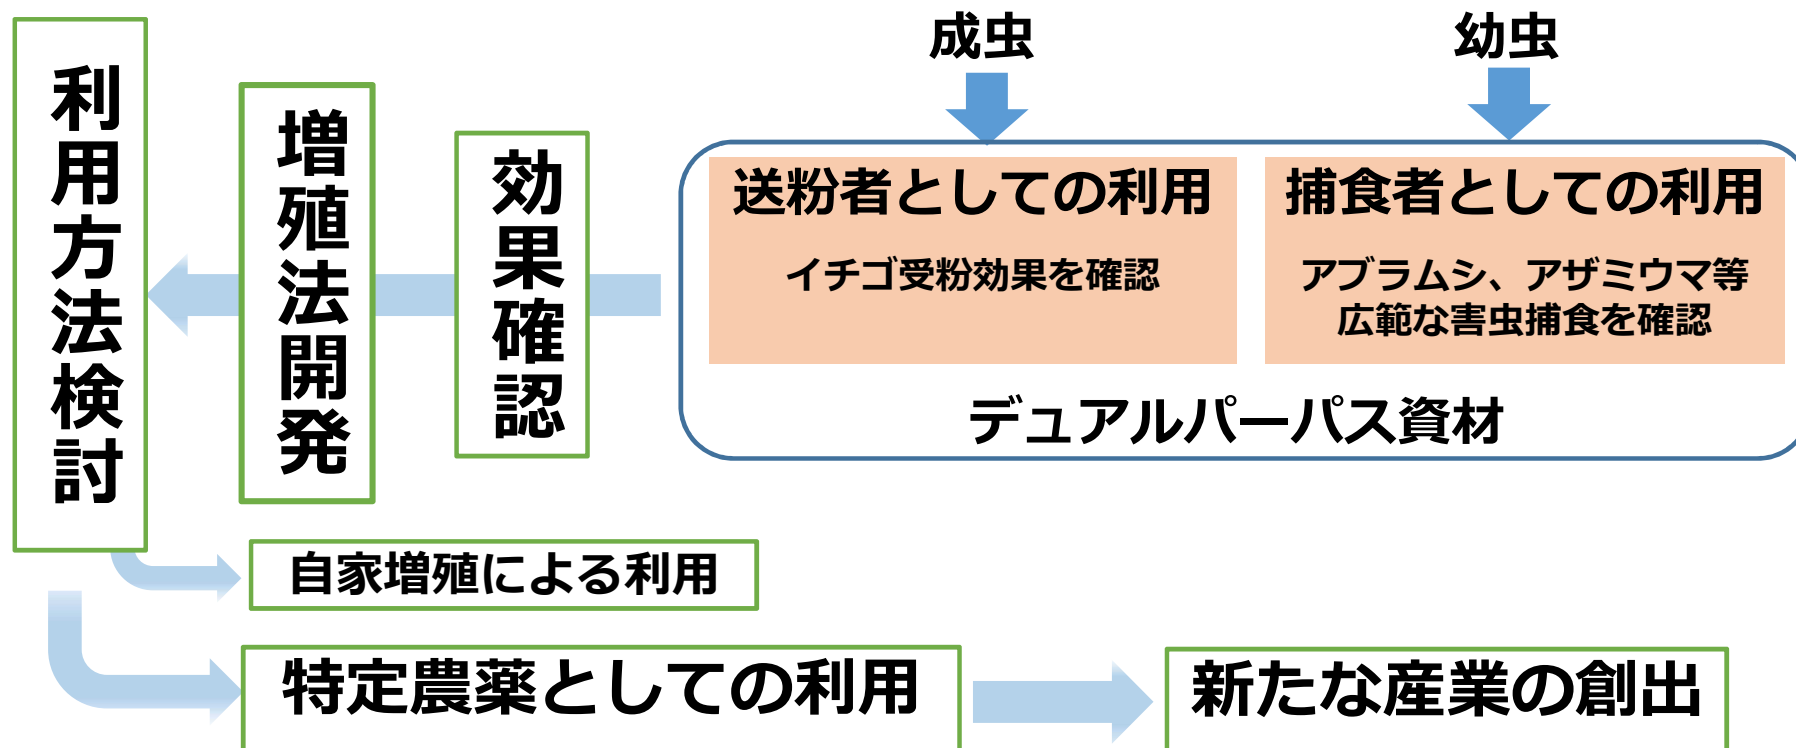 成虫
幼虫
送粉者としての利用
イチゴ受粉効果を確認
捕食者としての利用
アブラムシ、アザミウマ等
広範な害虫捕食を確認
デュアルパーパス資材
効果確認
増殖法開発
利用方法検討
自家増殖による利用
特定農薬としての利用
新たな産業の創出